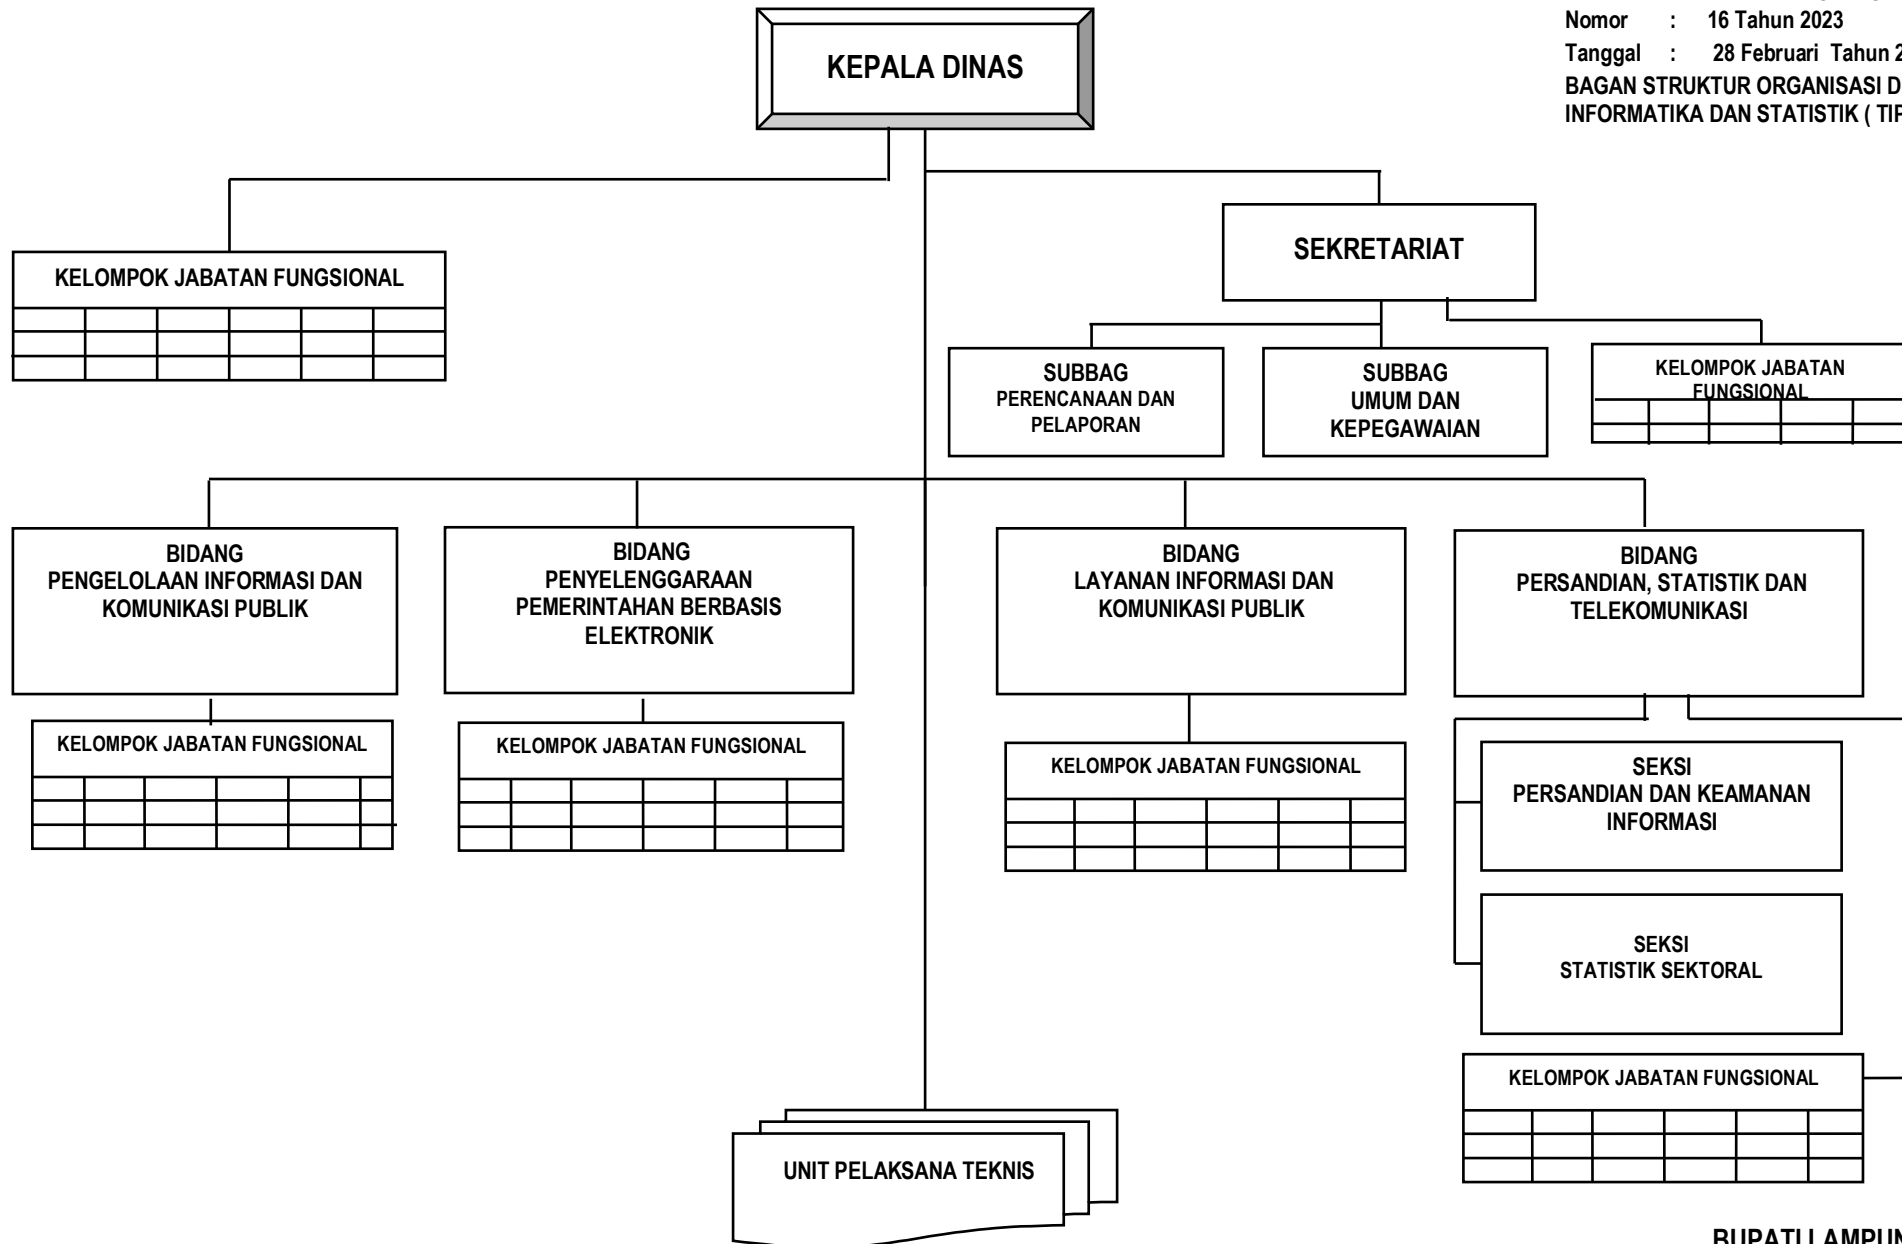 Nomor : 16 Tahun 2023
Tanggal : 28 Februari Tahun
BAGAN STRUKTUR ORGANISASI
INFORMATIKA DAN STATISTIK (
KEPALA DINAS
SEKRETARIAT
KELOMPOK JABATAN FUNGSIONAL
SUBBAG
PERENCANAAN DAN
PELAPORAN
SUBBAG
UMUM DAN
KEPEGAWAIAN
KELOMPOK JABATAN
FUNGSIONAL
BIDANG
PENGELOLAAN INFORMASI DAN
KOMUNIKASI PUBLIK
BIDANG
PENYELENGGARAAN
PEMERINTAHAN BERBASIS
ELEKTRONIK
BIDANG
LAYANAN INFORMASI DAN
KOMUNIKASI PUBLIK
BIDANG
PERSANDIAN, STATISTIK DAN
TELEKOMUNIKASI
KELOMPOK JABATAN FUNGSIONAL
KELOMPOK JABATAN FUNGSIONAL
KELOMPOK JABATAN FUNGSIONAL
SEKSI
PERSANDIAN DAN KEAMANAN
INFORMASI
SEKSI
STATISTIK SEKTORAL
KELOMPOK JABATAN FUNGSIONAL
UNIT PELAKSANA TEKNIS
BUPATI